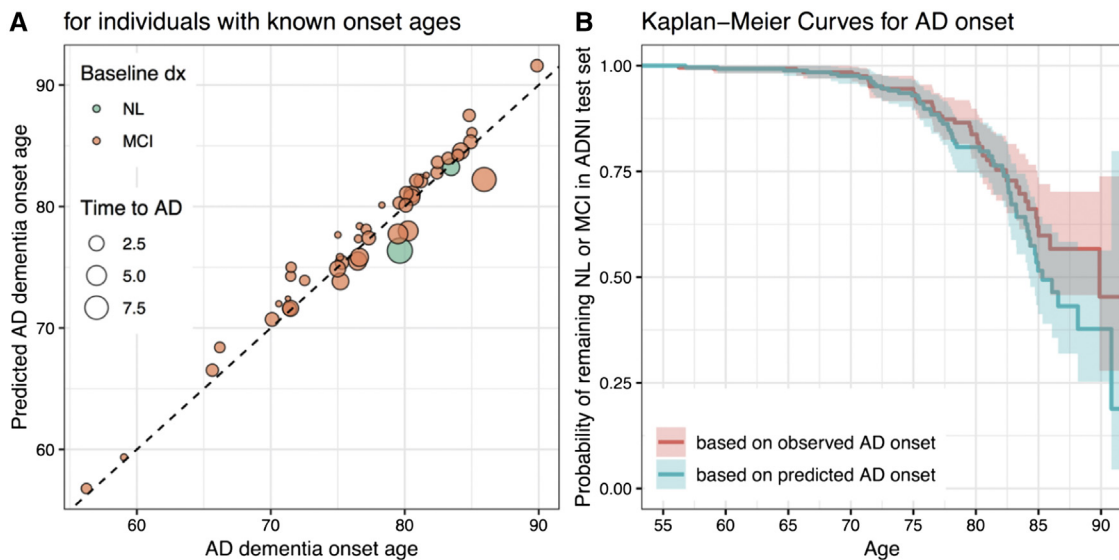 A
for individuals with known onset ages
Predicted AD dementia onset age
90
80
70
60
Baseline dx
NL
MCI
Time to AD
2.5
5.0
7.5
60
70
80
90
AD dementia onset age
B
Kaplan−Meier Curves for AD onset
Probability of remaining NL or MCI in ADNI test set
1.00
0.75
0.50
0.25
0.00
based on observed AD onset
based on predicted AD onset
55
60
65
70
75
80
85
90
Age